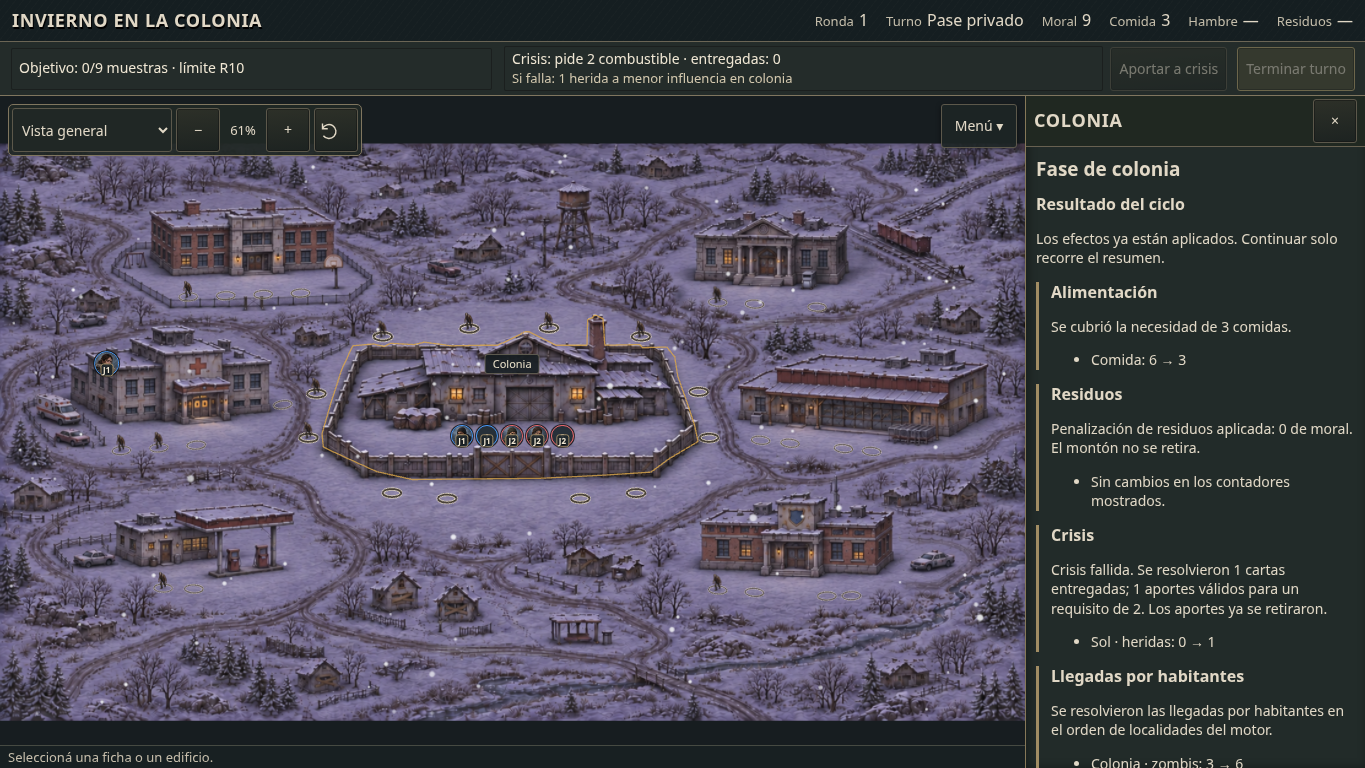 INVIERNO EN LA COLONIA
Ronda 1 Turno Pase privado Moral 9 Comida 3 Hambre — Residuos —
Objetivo: 0/9 muestras · límite R10
Crisis: pide 2 combustible · entregadas: 0
Si falla: 1 herida a menor influencia en colonia
Aportar a crisis
Terminar turno
Vista general
− 61% +
Menú ▾
COLONIA
×
Fase de colonia
Resultado del ciclo
Los efectos ya están aplicados. Continuar solo
recorre el resumen.
Alimentación
Se cubrió la necesidad de 3 comidas.
• Comida: 6 → 3
Residuos
Penalización de residuos aplicada: 0 de moral.
El montón no se retira.
• Sin cambios en los contadores
mostrados.
Crisis
Crisis fallida. Se resolvieron 1 cartas
entregadas; 1 aportes válidos para un
requisito de 2. Los aportes ya se retiraron.
• Sol · heridas: 0 → 1
Llegadas por habitantes
Se resolvieron las llegadas por habitantes en
el orden de localidades del motor.
• Colonia · zombis: 3 → 6
J1
Colonia
J1 J1 J2 J2 J2
Seleccioná una ficha o un edificio.